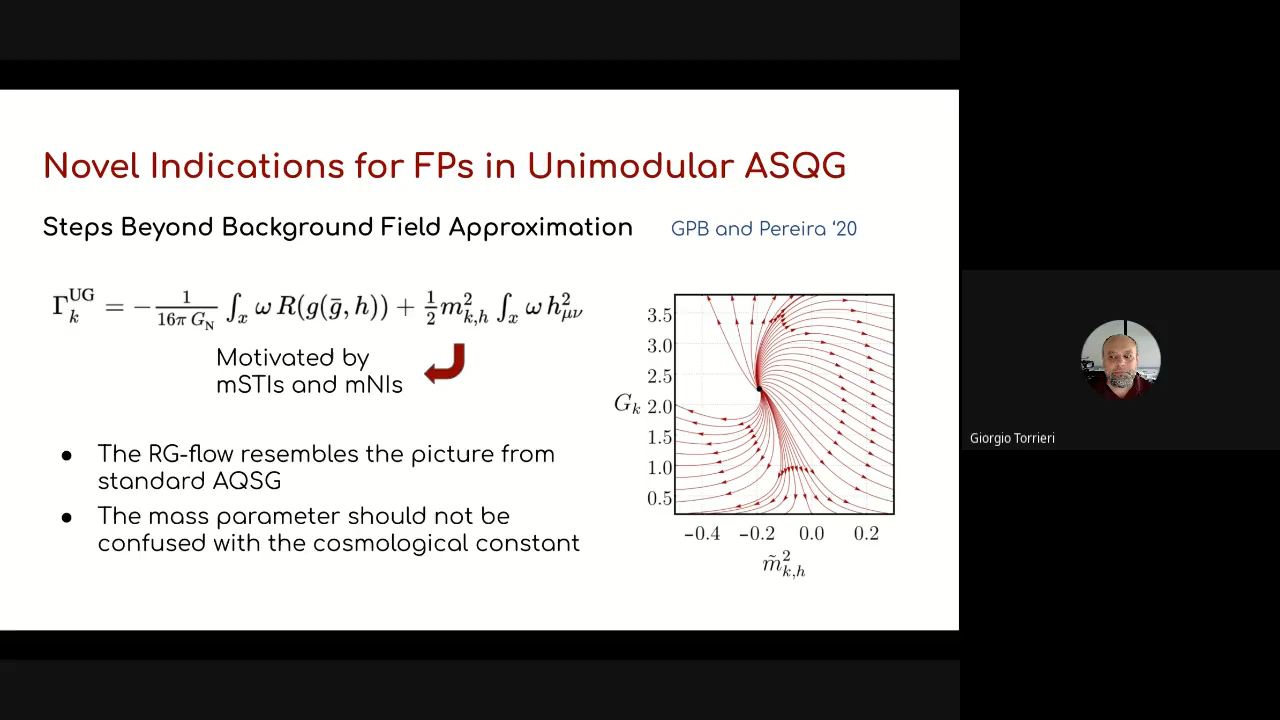 Novel Indications for FPs in Unimodular ASQG
Steps Beyond Background Field Approximation GPB and Pereira ‘20
Γ_k^UG = − 1/(16π G_N) ∫_x ω R(g(ḡ, h)) + 1/2 m²_{k,h} ∫_x ω h²_{μν}
Motivated by
mSTIs and mNIs
● The RG-flow resembles the picture from
standard AQSG
● The mass parameter should not be
confused with the cosmological constant
3.5
3.0
2.5
G_k 2.0
1.5
1.0
0.5
−0.4 −0.2 0.0 0.2
m̃²_{k,h}
Giorgio Torrieri